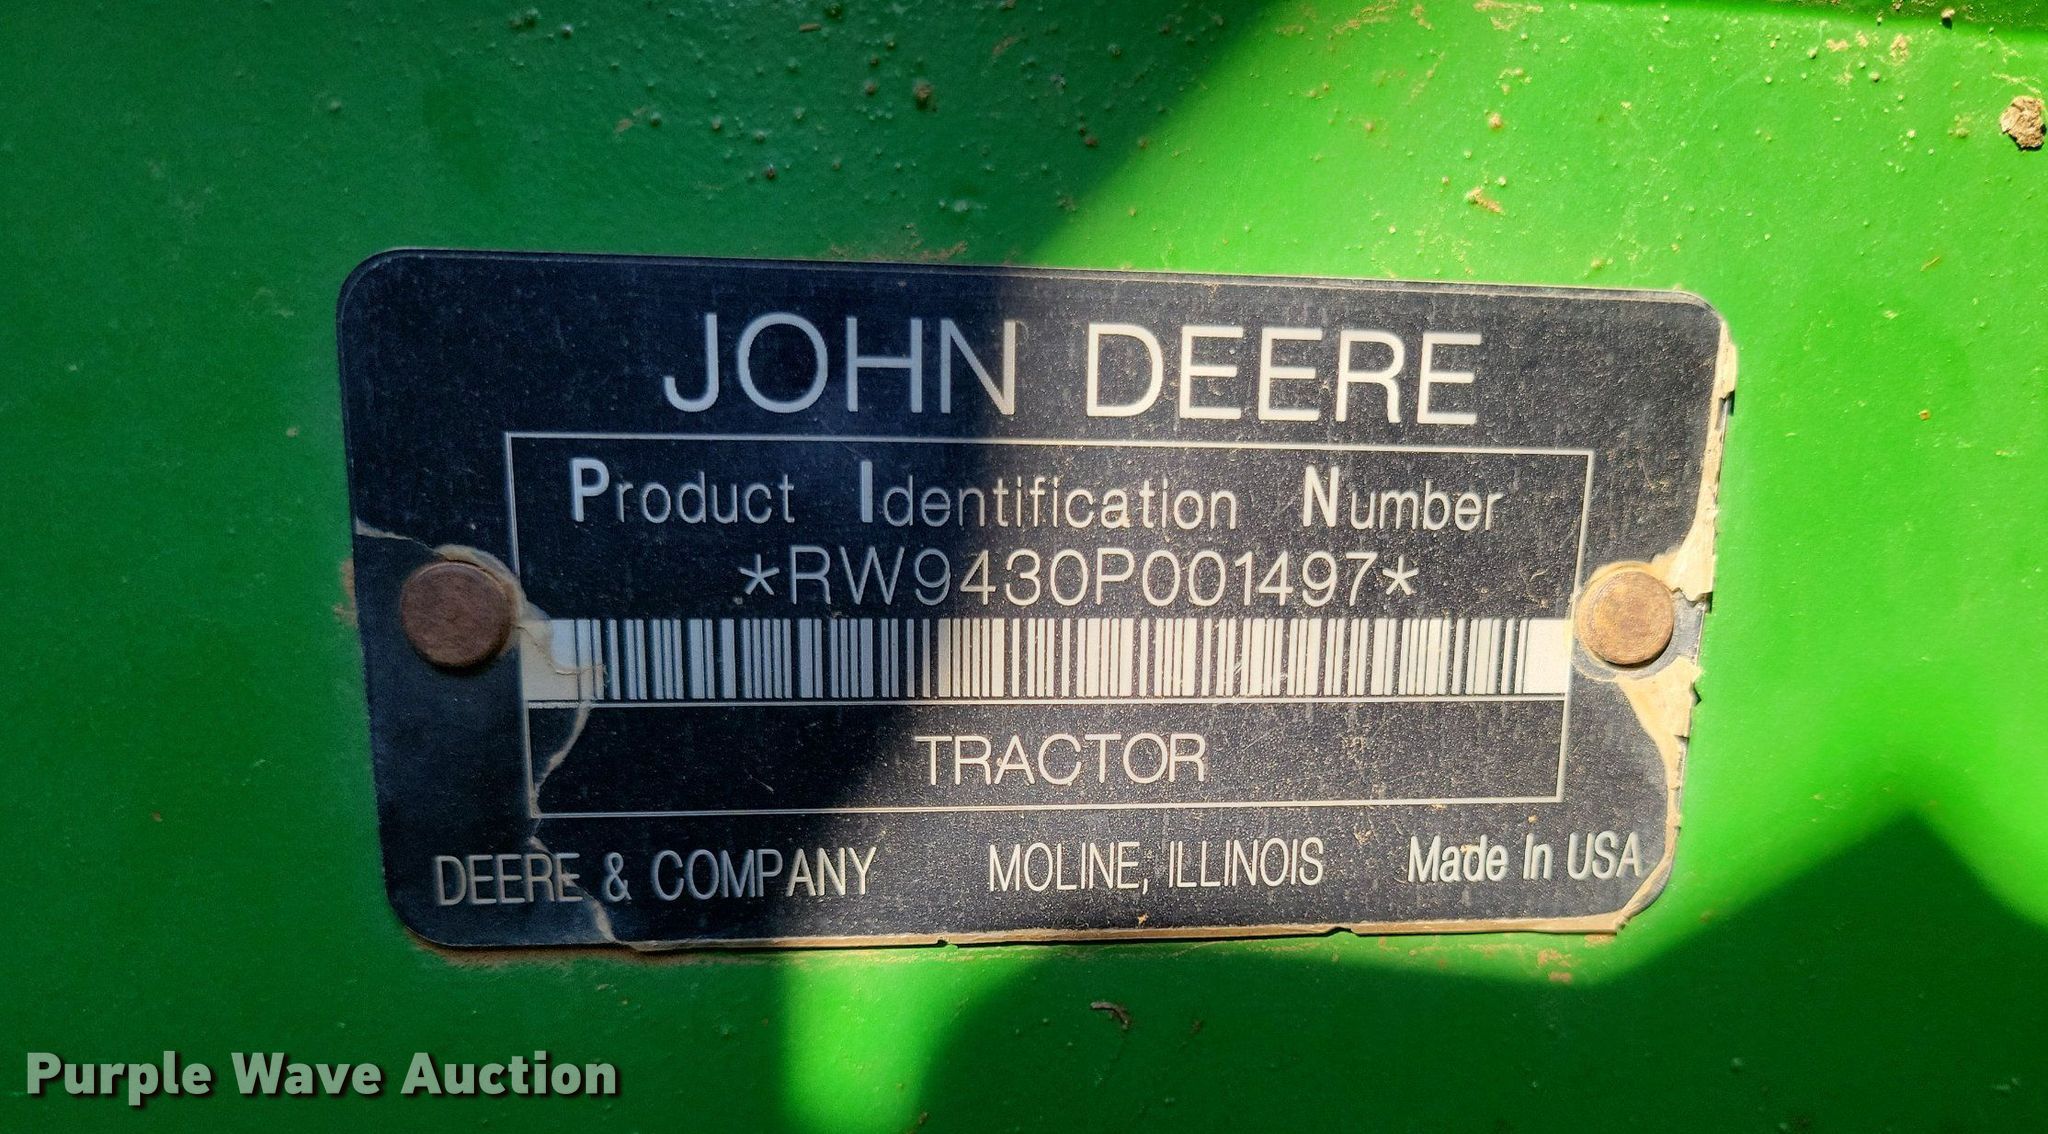 JOHN DEERE
Product Identification Number
*RW9430P001497*
TRACTOR
DEERE & COMPANY MOLINE, ILLINOIS Made In USA
Purple Wave Auction